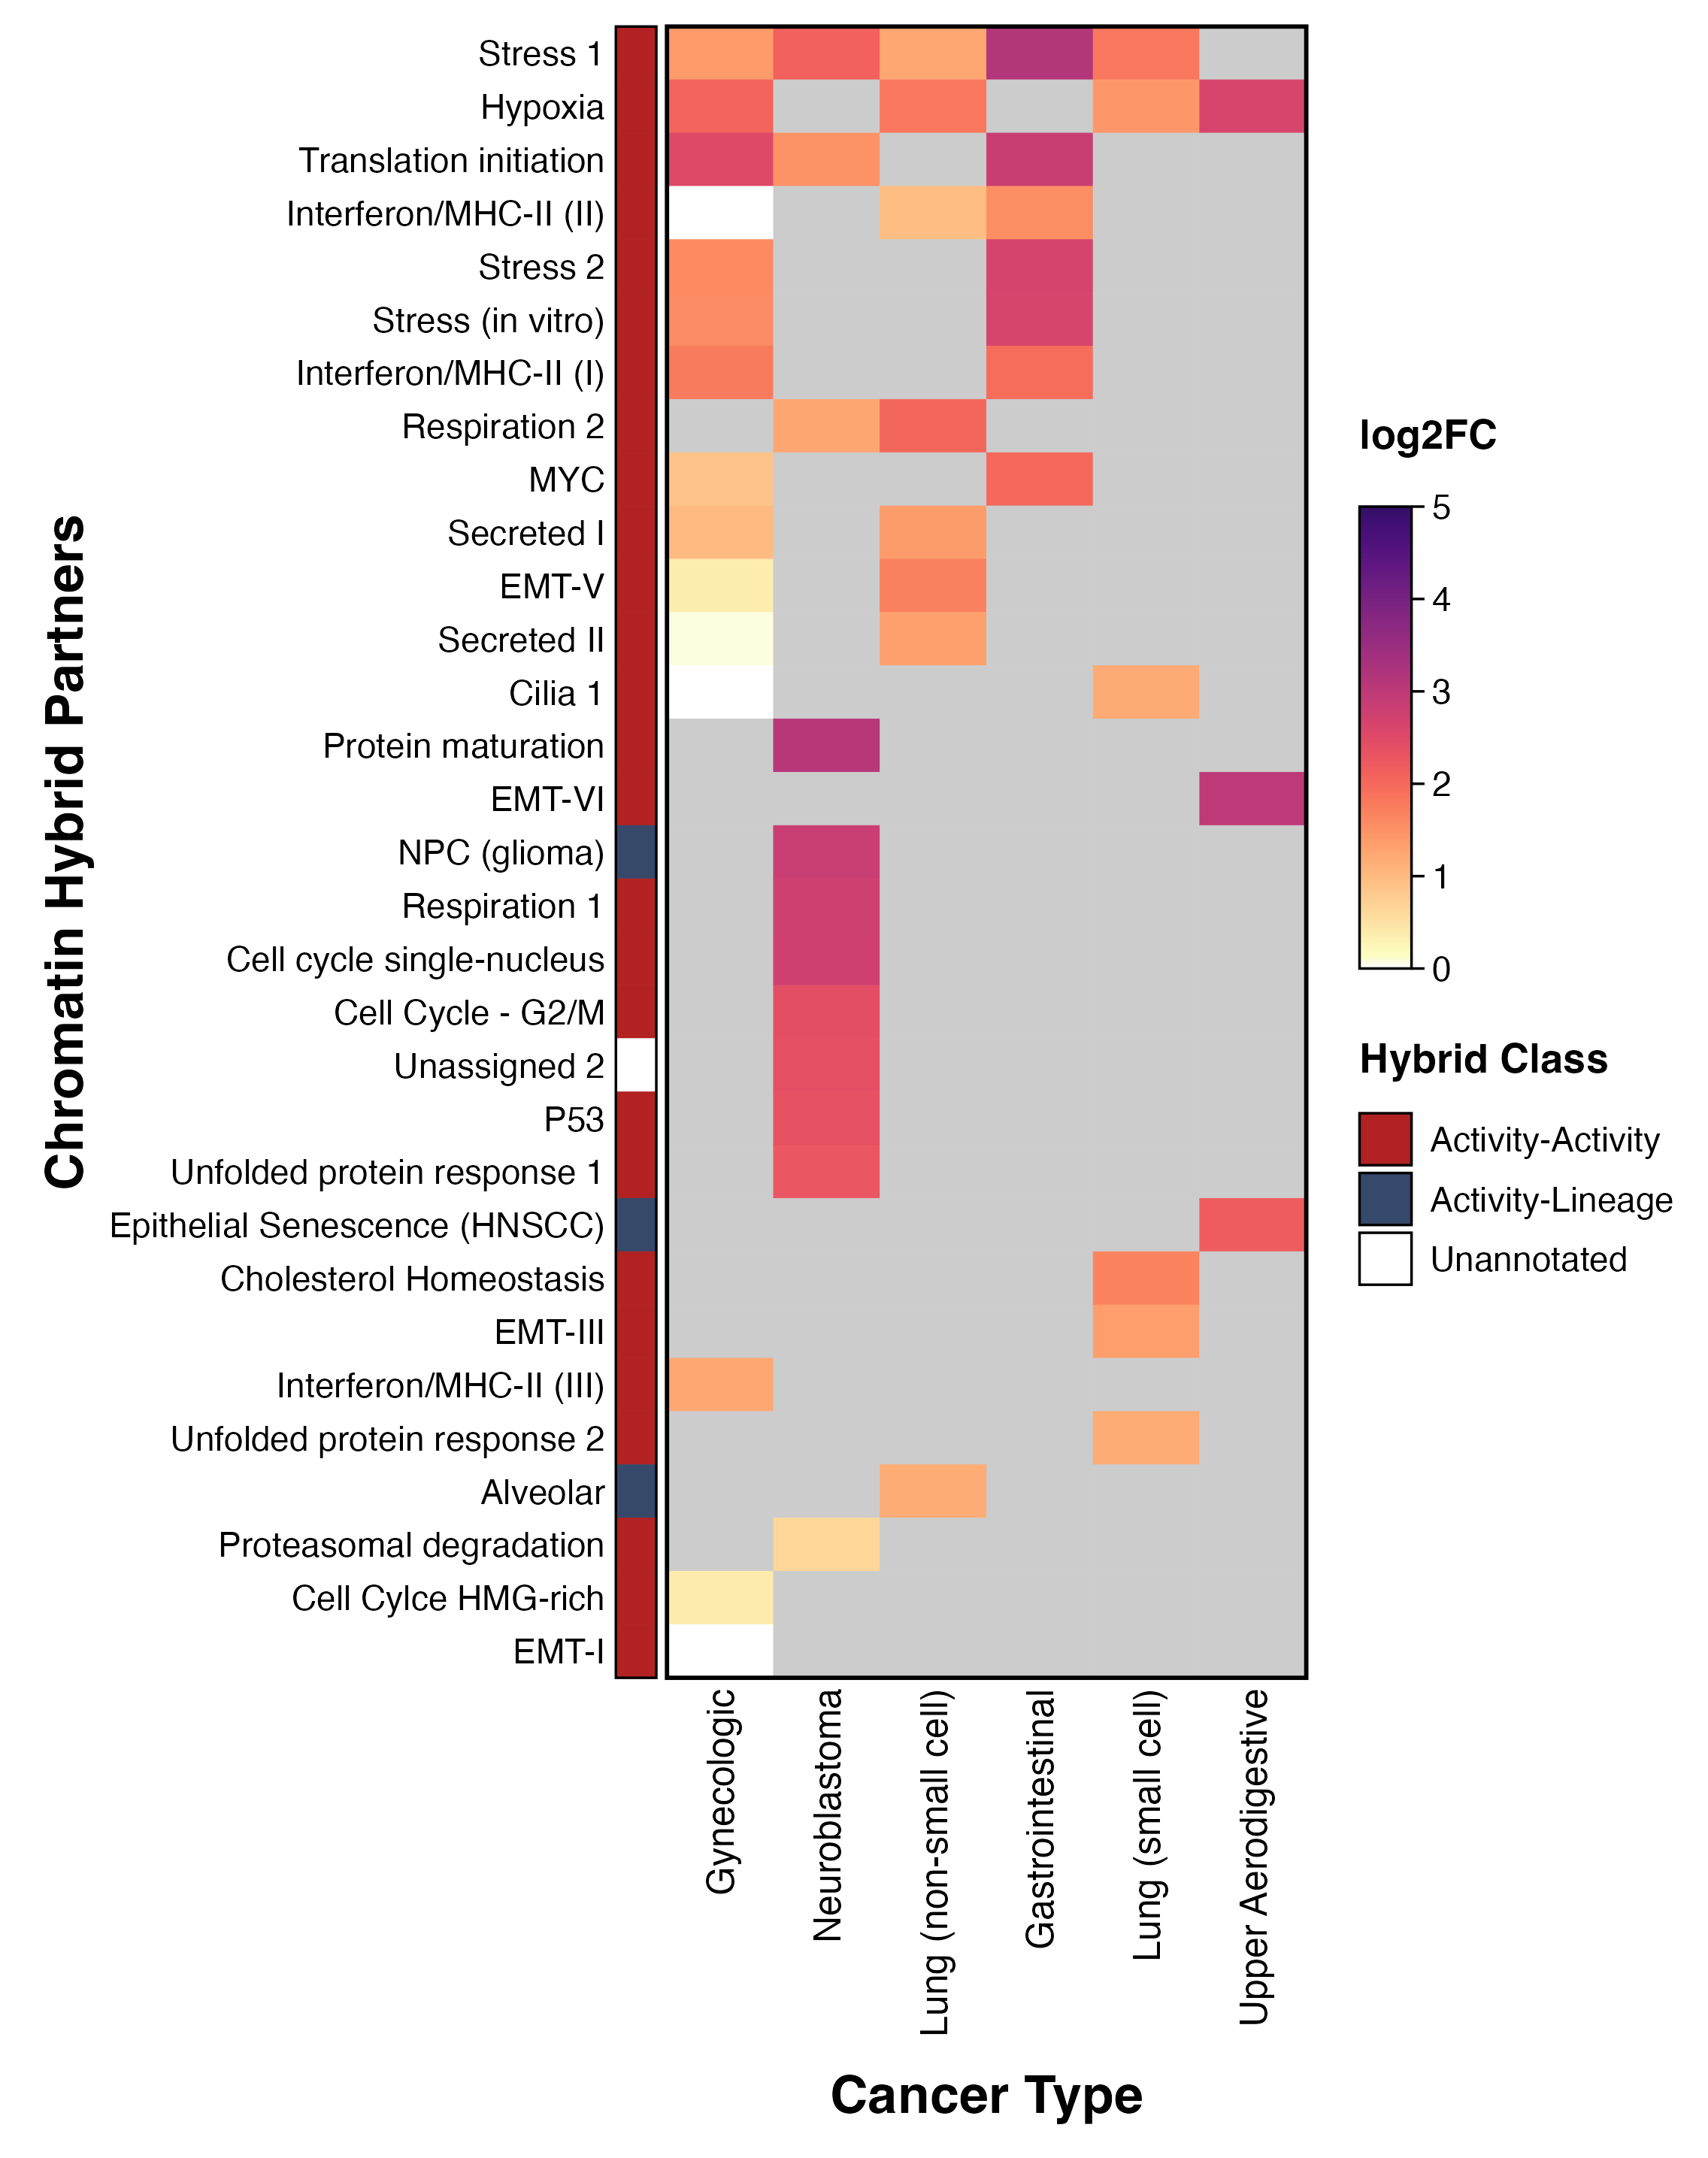 Chromatin Hybrid Partners
Stress 1
Hypoxia
Translation initiation
Interferon/MHC-II (II)
Stress 2
Stress (in vitro)
Interferon/MHC-II (I)
Respiration 2
MYC
Secreted I
EMT-V
Secreted II
Cilia 1
Protein maturation
EMT-VI
NPC (glioma)
Respiration 1
Cell cycle single-nucleus
Cell Cycle - G2/M
Unassigned 2
P53
Unfolded protein response 1
Epithelial Senescence (HNSCC)
Cholesterol Homeostasis
EMT-III
Interferon/MHC-II (III)
Unfolded protein response 2
Alveolar
Proteasomal degradation
Cell Cylce HMG-rich
EMT-I
Gynecologic
Neuroblastoma
Lung (non-small cell)
Gastrointestinal
Lung (small cell)
Upper Aerodigestive
Cancer Type
log2FC
5
4
3
2
1
0
Hybrid Class
Activity-Activity
Activity-Lineage
Unannotated